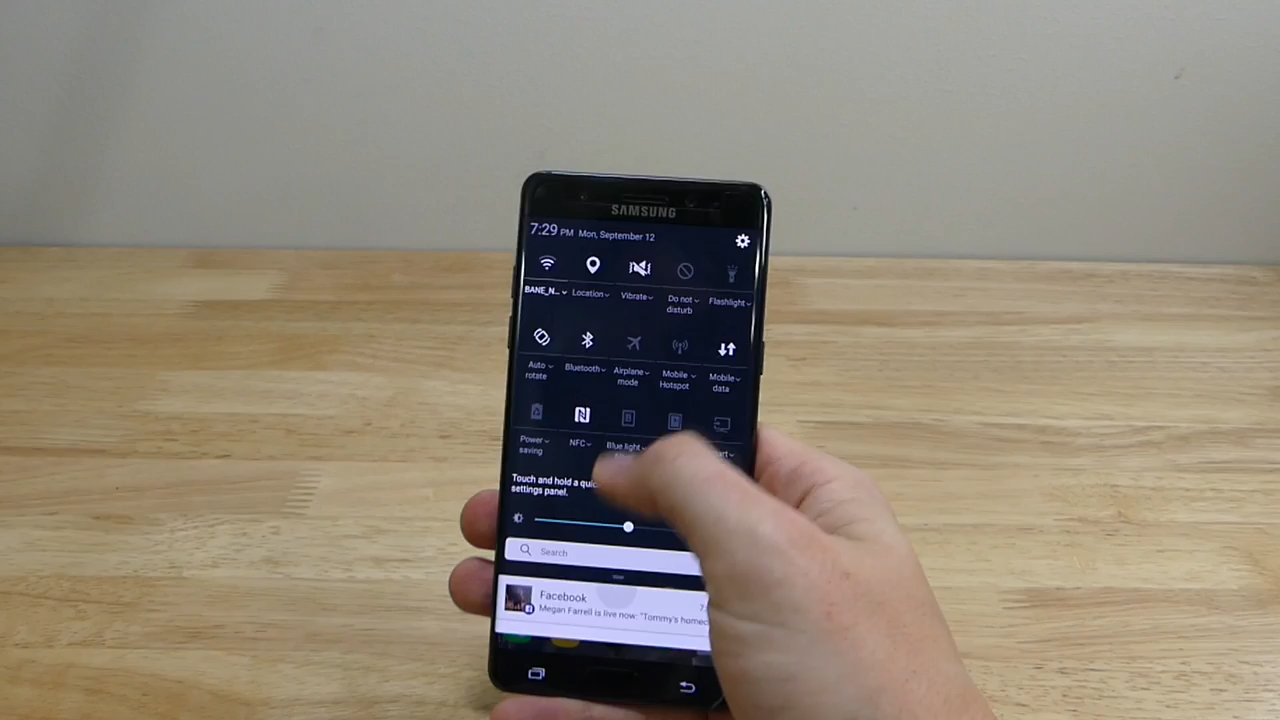 SAMSUNG
7:29 PM Mon, September 12
BANE_N... Location Vibrate Do not disturb Flashlight
Auto rotate Bluetooth Airplane mode Mobile Hotspot Mobile data
Power saving NFC Blue light
Touch and hold a
settings panel.
Search
Facebook
Megan Farrell is live now: "Tommy's